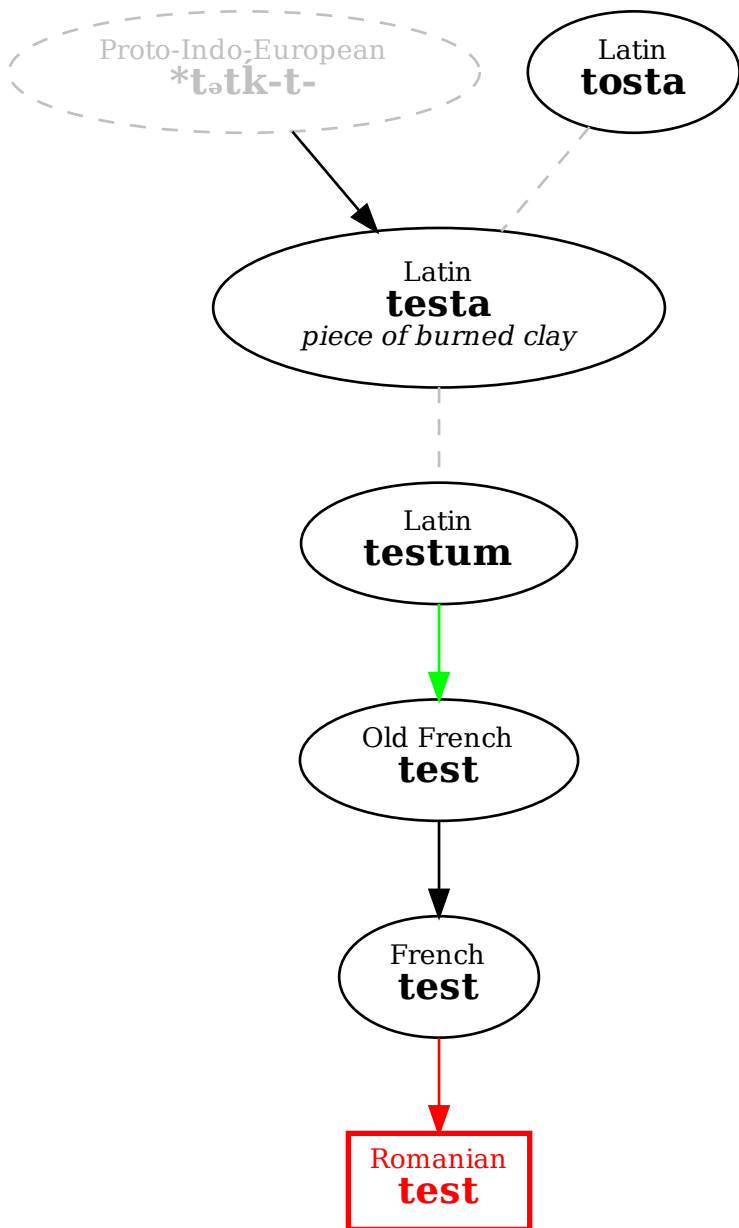 Proto-Indo-European
*tₔtḱ-t-
Latin
tosta
Latin
testa
piece of burned clay
Latin
testum
Old French
test
French
test
Romanian
test